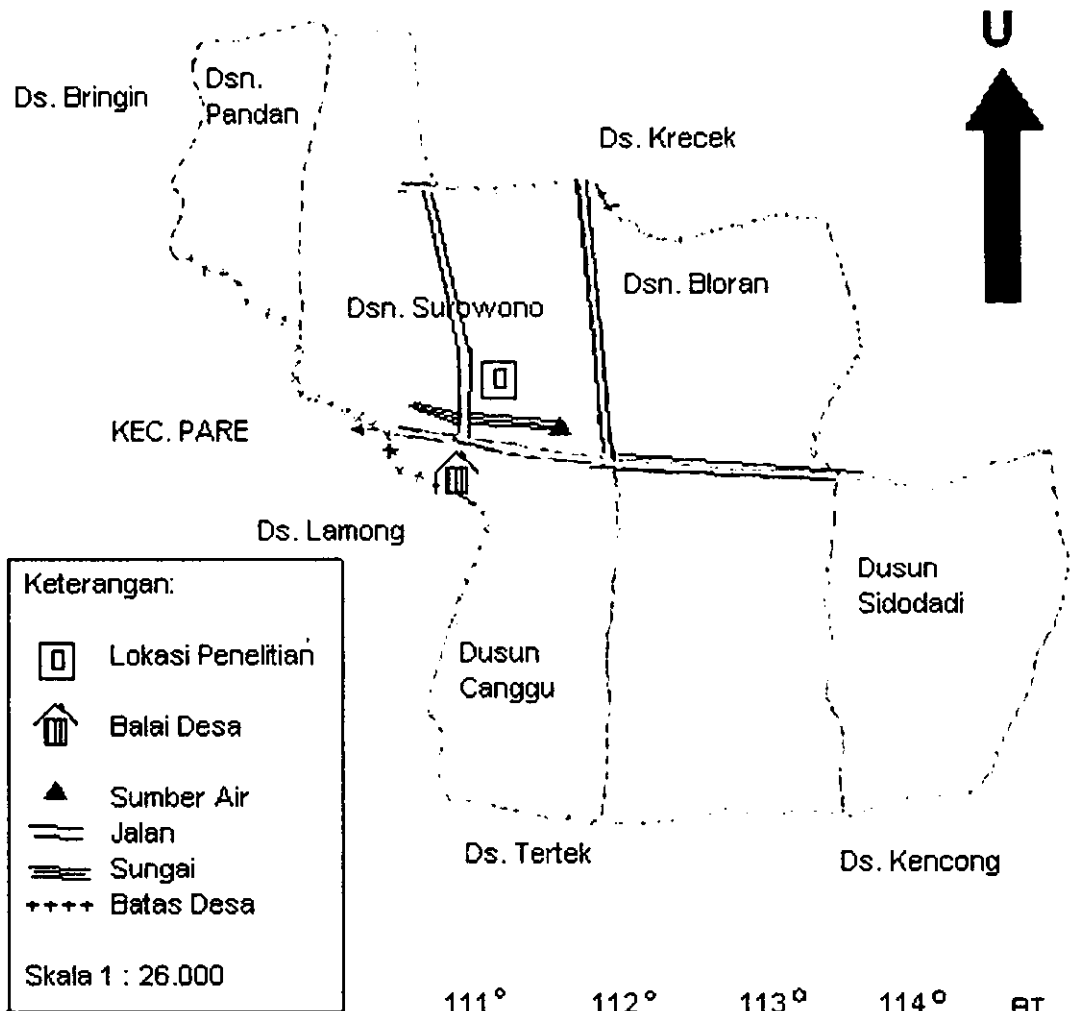 U
Ds. Bringin
Dsn.
Pandan
Ds. Krecek
Dsn. Bloran
Dsn. Surowono
KEC. PARE
Ds. Lamong
Dusun
Sidodadi
Dusun
Canggu
Ds. Tertek
Ds. Kencong
Keterangan:
Lokasi Penelitian
Balai Desa
Sumber Air
Jalan
Sungai
Batas Desa
Skala 1 : 26.000
111° 112° 113° 114° BT